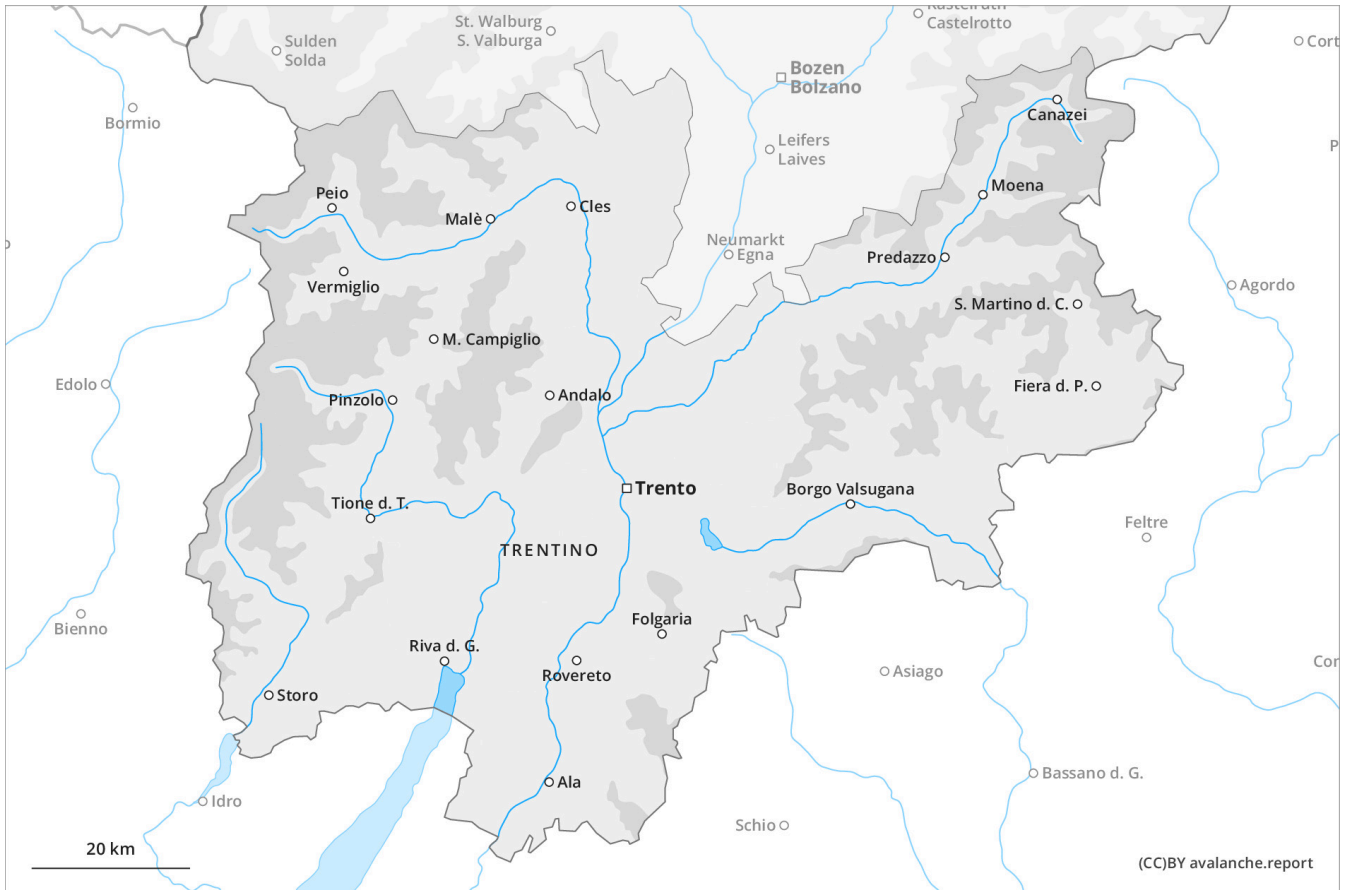 St. Walburg
S. Valburga
Kastelruth
Castelrotto
Sulden
Solda
Cort
Bozen
Bolzano
Bormio
Canazei
Leifers
Laives
P
Peio
Moena
Malè
Cles
Neumarkt
Egna
Predazzo
Vermiglio
Agordo
S. Martino d. C.
M. Campiglio
Edolo
Fiera d. P.
Andalo
Pinzolo
Trento
Borgo Valsugana
Tione d. T.
Feltre
TRENTINO
Folgaria
Bienno
Riva d. G.
Rovereto
Asiago
Cor
Storo
Bassano d. G.
Ala
Idro
Schio
20 km
(CC)BY avalanche.report